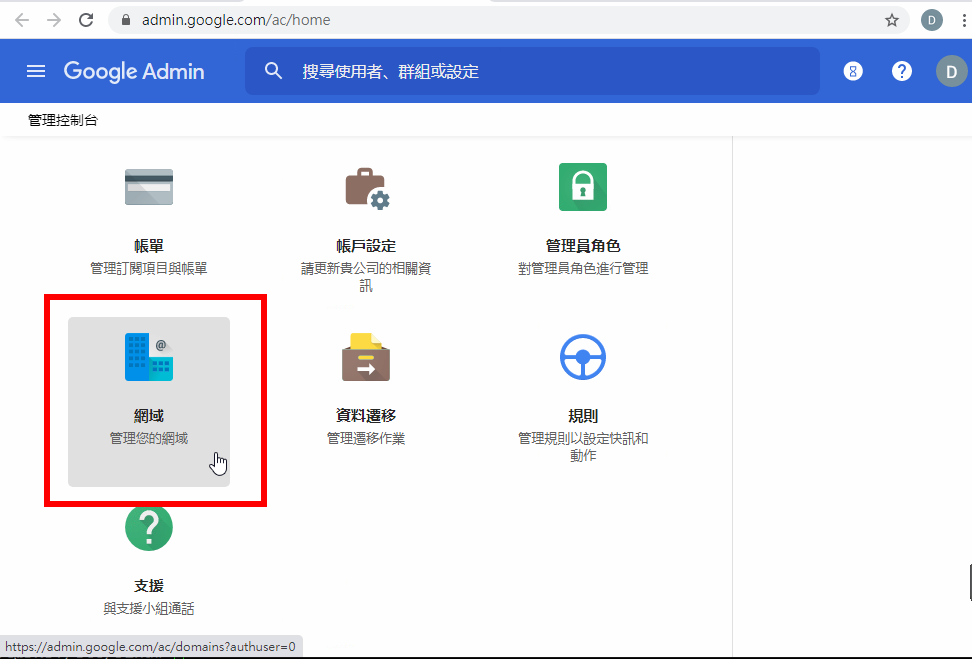 admin.google.com/ac/home
D
Google Admin
搜尋使用者、群組或設定
?
D
管理控制台
帳單
管理訂閱項目與帳單
帳戶設定
請更新貴公司的相關資
訊
管理員角色
對管理員角色進行管理
@
網域
管理您的網域
資料遷移
管理遷移作業
規則
管理規則以設定快訊和
動作
?
支援
與支援小組通話
https://admin.google.com/ac/domains?authuser=0